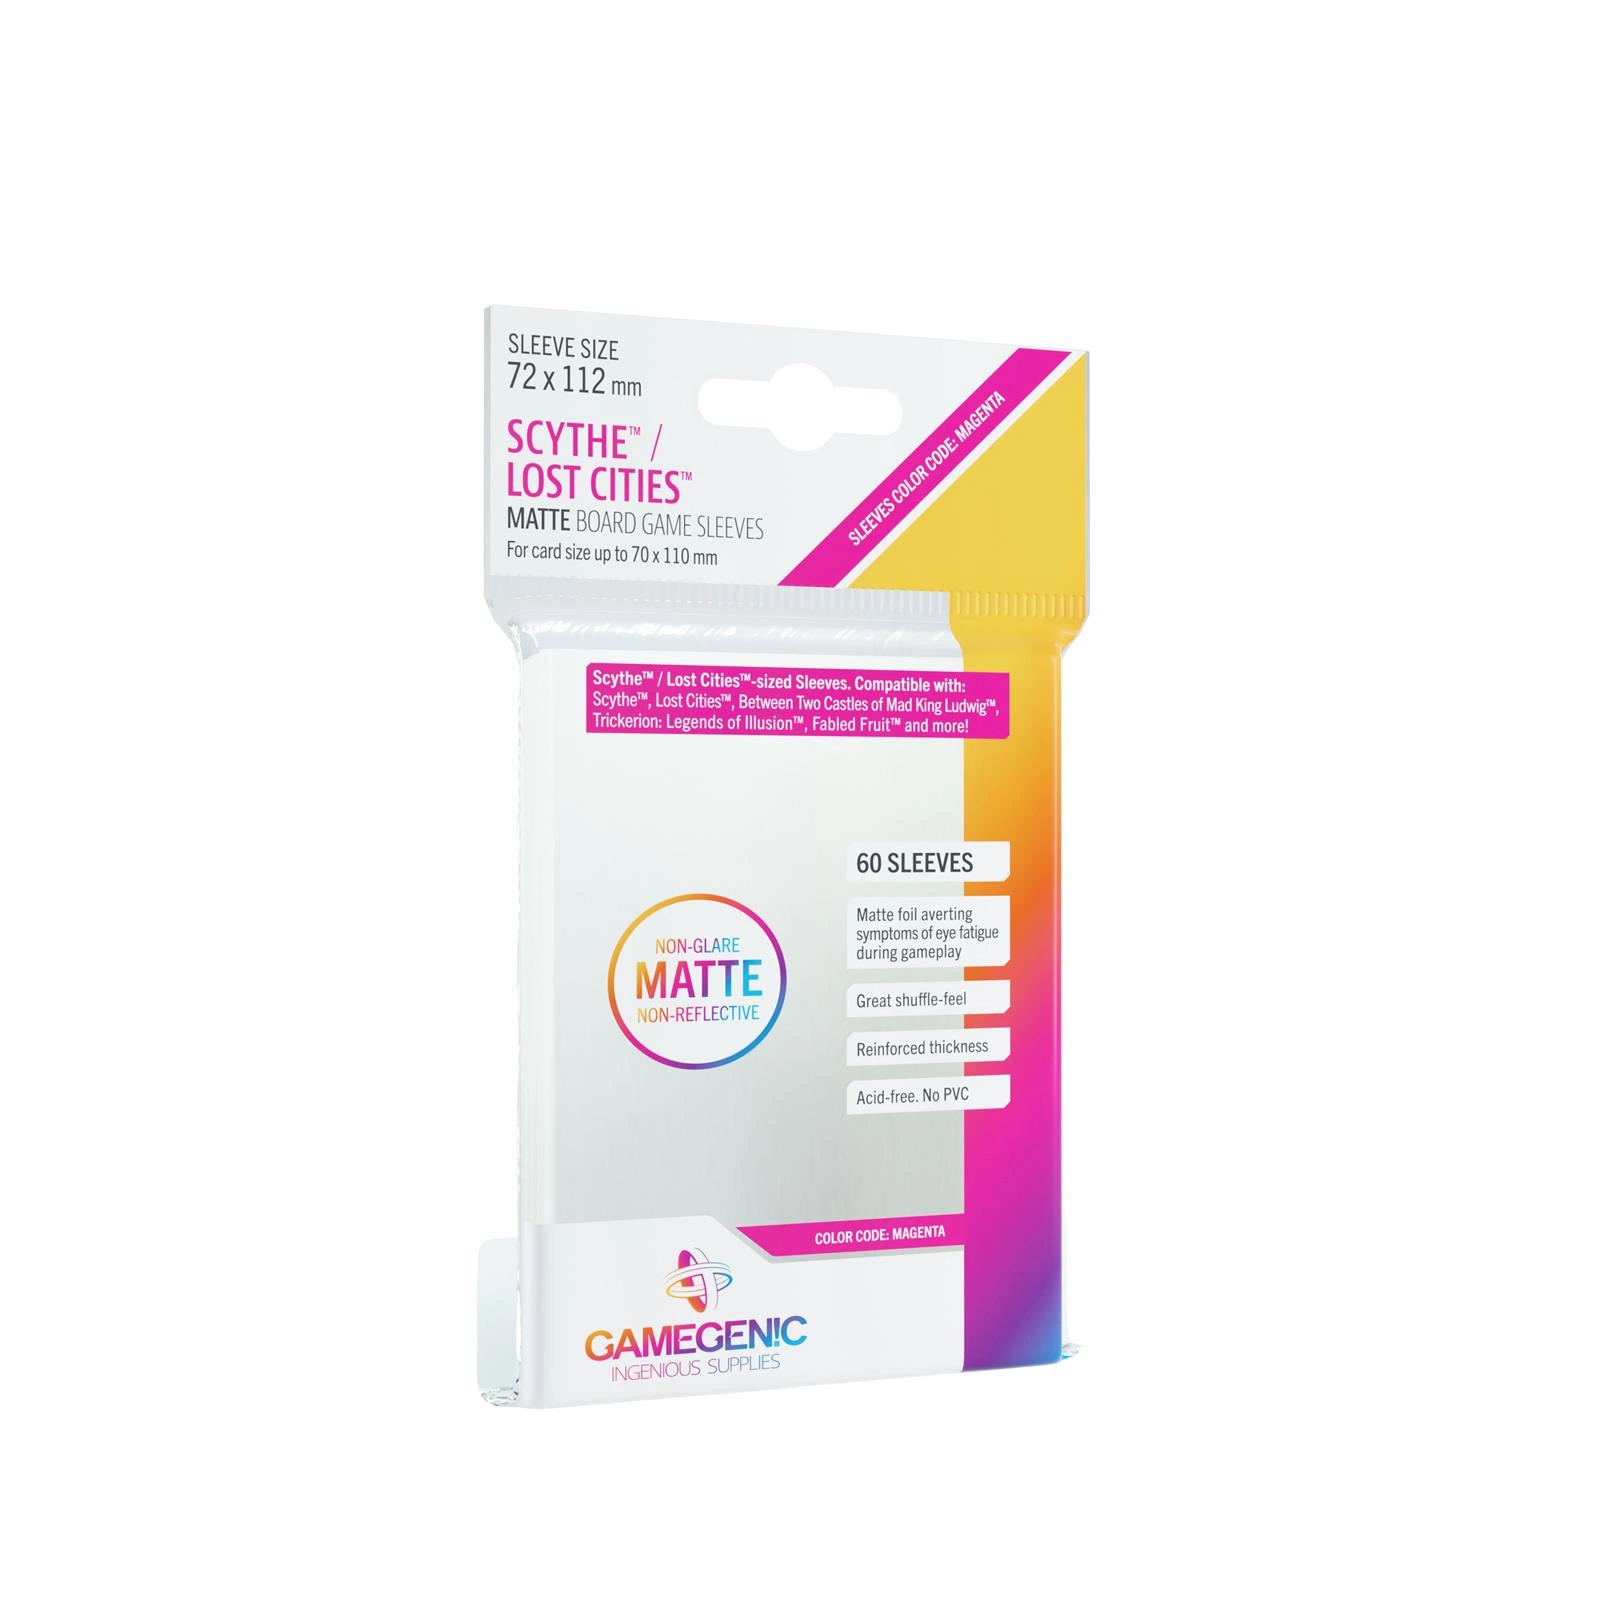 SLEEVE SIZE
72 x 112 mm
SCYTHE™ /
LOST CITIES™
MATTE BOARD GAME SLEEVES
For card size up to 70 x 110 mm
SLEEVES COLOR CODE: MAGENTA
Scythe™ / Lost Cities™-sized Sleeves. Compatible with:
Scythe™, Lost Cities™, Between Two Castles of Mad King Ludwig™,
Trickerion: Legends of Illusion™, Fabled Fruit™ and more!
60 SLEEVES
Matte foil averting
symptoms of eye fatigue
during gameplay
Great shuffle-feel
Reinforced thickness
Acid-free. No PVC
NON-GLARE
MATTE
NON-REFLECTIVE
COLOR CODE: MAGENTA
GAMEGEN!C
INGENIOUS SUPPLIES